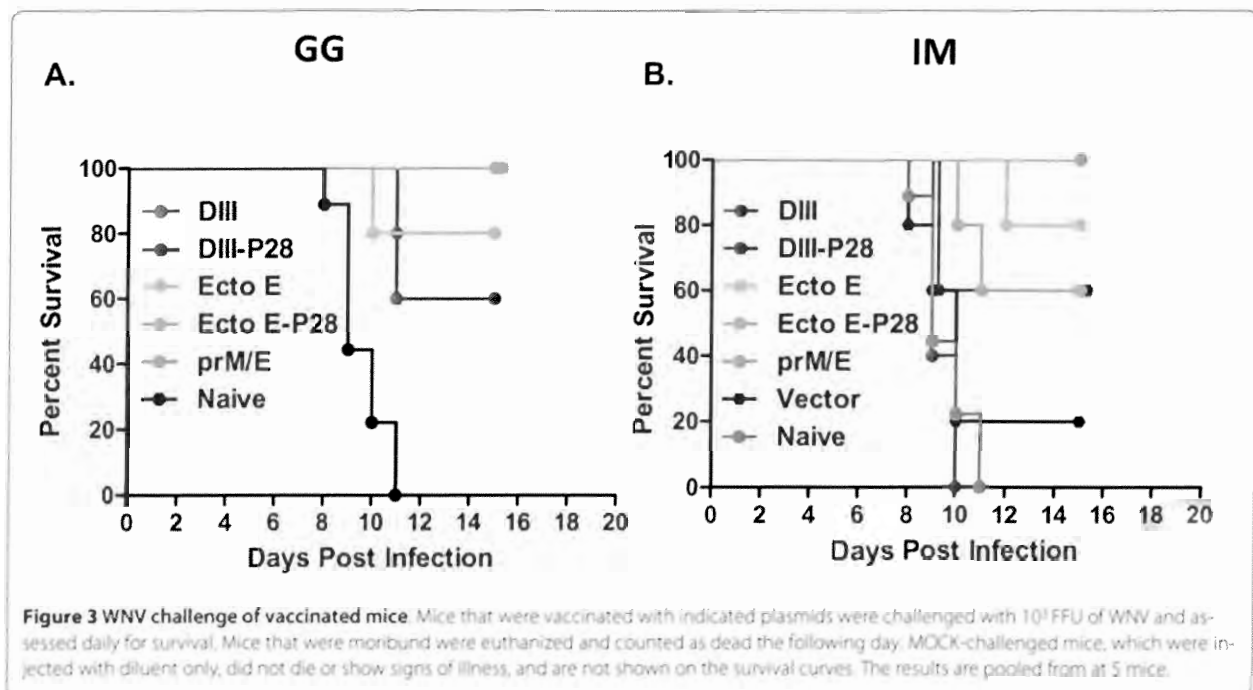 GG
A.
100
80
60
40
20
0
Percent Survival
DIII
DIII-P28
Ecto E
Ecto E-P28
prM/E
Naive
0 2 4 6 8 10 12 14 16 18 20
Days Post Infection
IM
B.
100
80
60
40
20
0
Percent Survival
DIII
DIII-P28
Ecto E
Ecto E-P28
prM/E
Vector
Naive
0 2 4 6 8 10 12 14 16 18 20
Days Post Infection
Figure 3 WNV challenge of vaccinated mice. Mice that were vaccinated with indicated plasmids were challenged with FFU of WNV and as-
sessed daily for survival. Mice that were moribund were euthanized and counted as dead the following day. MOCK-challenged mice, which were in-
jected with diluent only, did not die or show signs of illness, and are not shown on the survival curves. The results are pooled from at 5 mice.